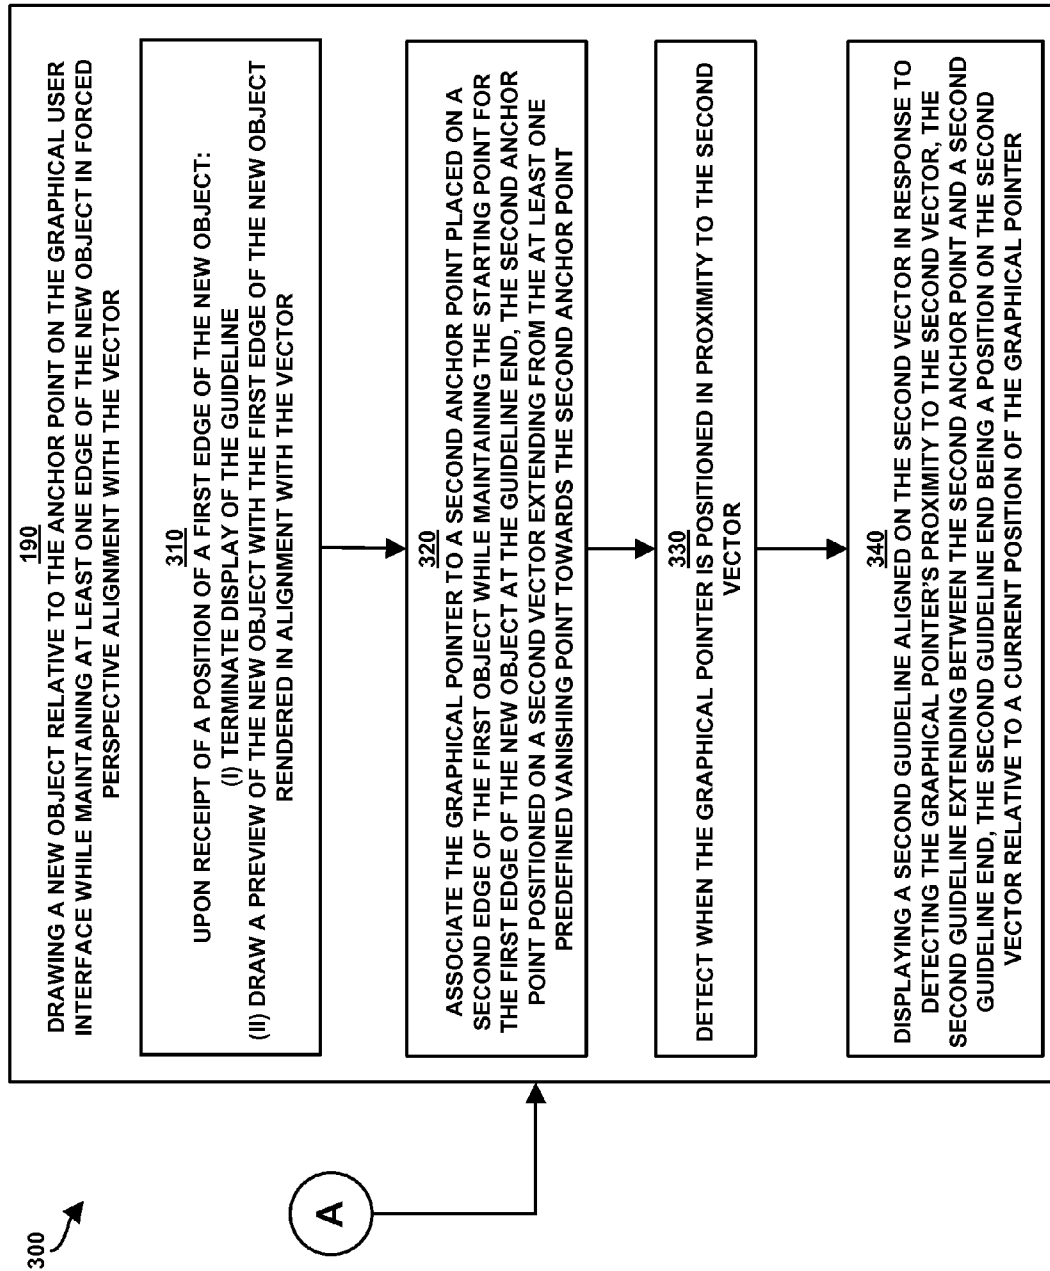 300
A
190
DRAWING A NEW OBJECT RELATIVE TO THE ANCHOR POINT ON THE GRAPHICAL USER
INTERFACE WHILE MAINTAINING AT LEAST ONE EDGE OF THE NEW OBJECT IN FORCED
PERSPECTIVE ALIGNMENT WITH THE VECTOR
310
UPON RECEIPT OF A POSITION OF A FIRST EDGE OF THE NEW OBJECT:
(I) TERMINATE DISPLAY OF THE GUIDELINE
(II) DRAW A PREVIEW OF THE NEW OBJECT WITH THE FIRST EDGE OF THE NEW OBJECT
RENDERED IN ALIGNMENT WITH THE VECTOR
320
ASSOCIATE THE GRAPHICAL POINTER TO A SECOND ANCHOR POINT PLACED ON A
SECOND EDGE OF THE FIRST OBJECT WHILE MAINTAINING THE STARTING POINT FOR
THE FIRST EDGE OF THE NEW OBJECT AT THE GUIDELINE END, THE SECOND ANCHOR
POINT POSITIONED ON A SECOND VECTOR EXTENDING FROM THE AT LEAST ONE
PREDEFINED VANISHING POINT TOWARDS THE SECOND ANCHOR POINT
330
DETECT WHEN THE GRAPHICAL POINTER IS POSITIONED IN PROXIMITY TO THE SECOND
VECTOR
340
DISPLAYING A SECOND GUIDELINE ALIGNED ON THE SECOND VECTOR IN RESPONSE TO
DETECTING THE GRAPHICAL POINTER'S PROXIMITY TO THE SECOND VECTOR, THE
SECOND GUIDELINE EXTENDING BETWEEN THE SECOND ANCHOR POINT AND A SECOND
GUIDELINE END, THE SECOND GUIDELINE END BEING A POSITION ON THE SECOND
VECTOR RELATIVE TO A CURRENT POSITION OF THE GRAPHICAL POINTER